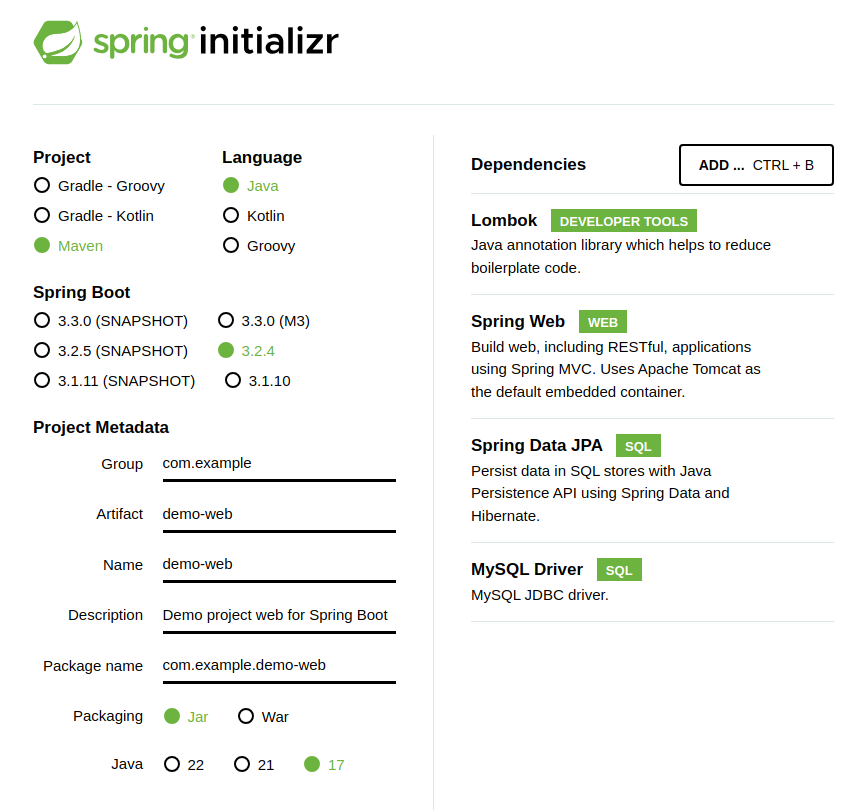 spring initializr
Project
Gradle - Groovy
Gradle - Kotlin
Maven
Language
Java
Kotlin
Groovy
Spring Boot
3.3.0 (SNAPSHOT) 3.3.0 (M3)
3.2.5 (SNAPSHOT) 3.2.4
3.1.11 (SNAPSHOT) 3.1.10
Project Metadata
Group com.example
Artifact demo-web
Name demo-web
Description Demo project web for Spring Boot
Package name com.example.demo-web
Packaging Jar War
Java 22 21 17
Dependencies ADD ... CTRL + B
Lombok DEVELOPER TOOLS
Java annotation library which helps to reduce
boilerplate code.
Spring Web WEB
Build web, including RESTful, applications
using Spring MVC. Uses Apache Tomcat as
the default embedded container.
Spring Data JPA SQL
Persist data in SQL stores with Java
Persistence API using Spring Data and
Hibernate.
MySQL Driver SQL
MySQL JDBC driver.